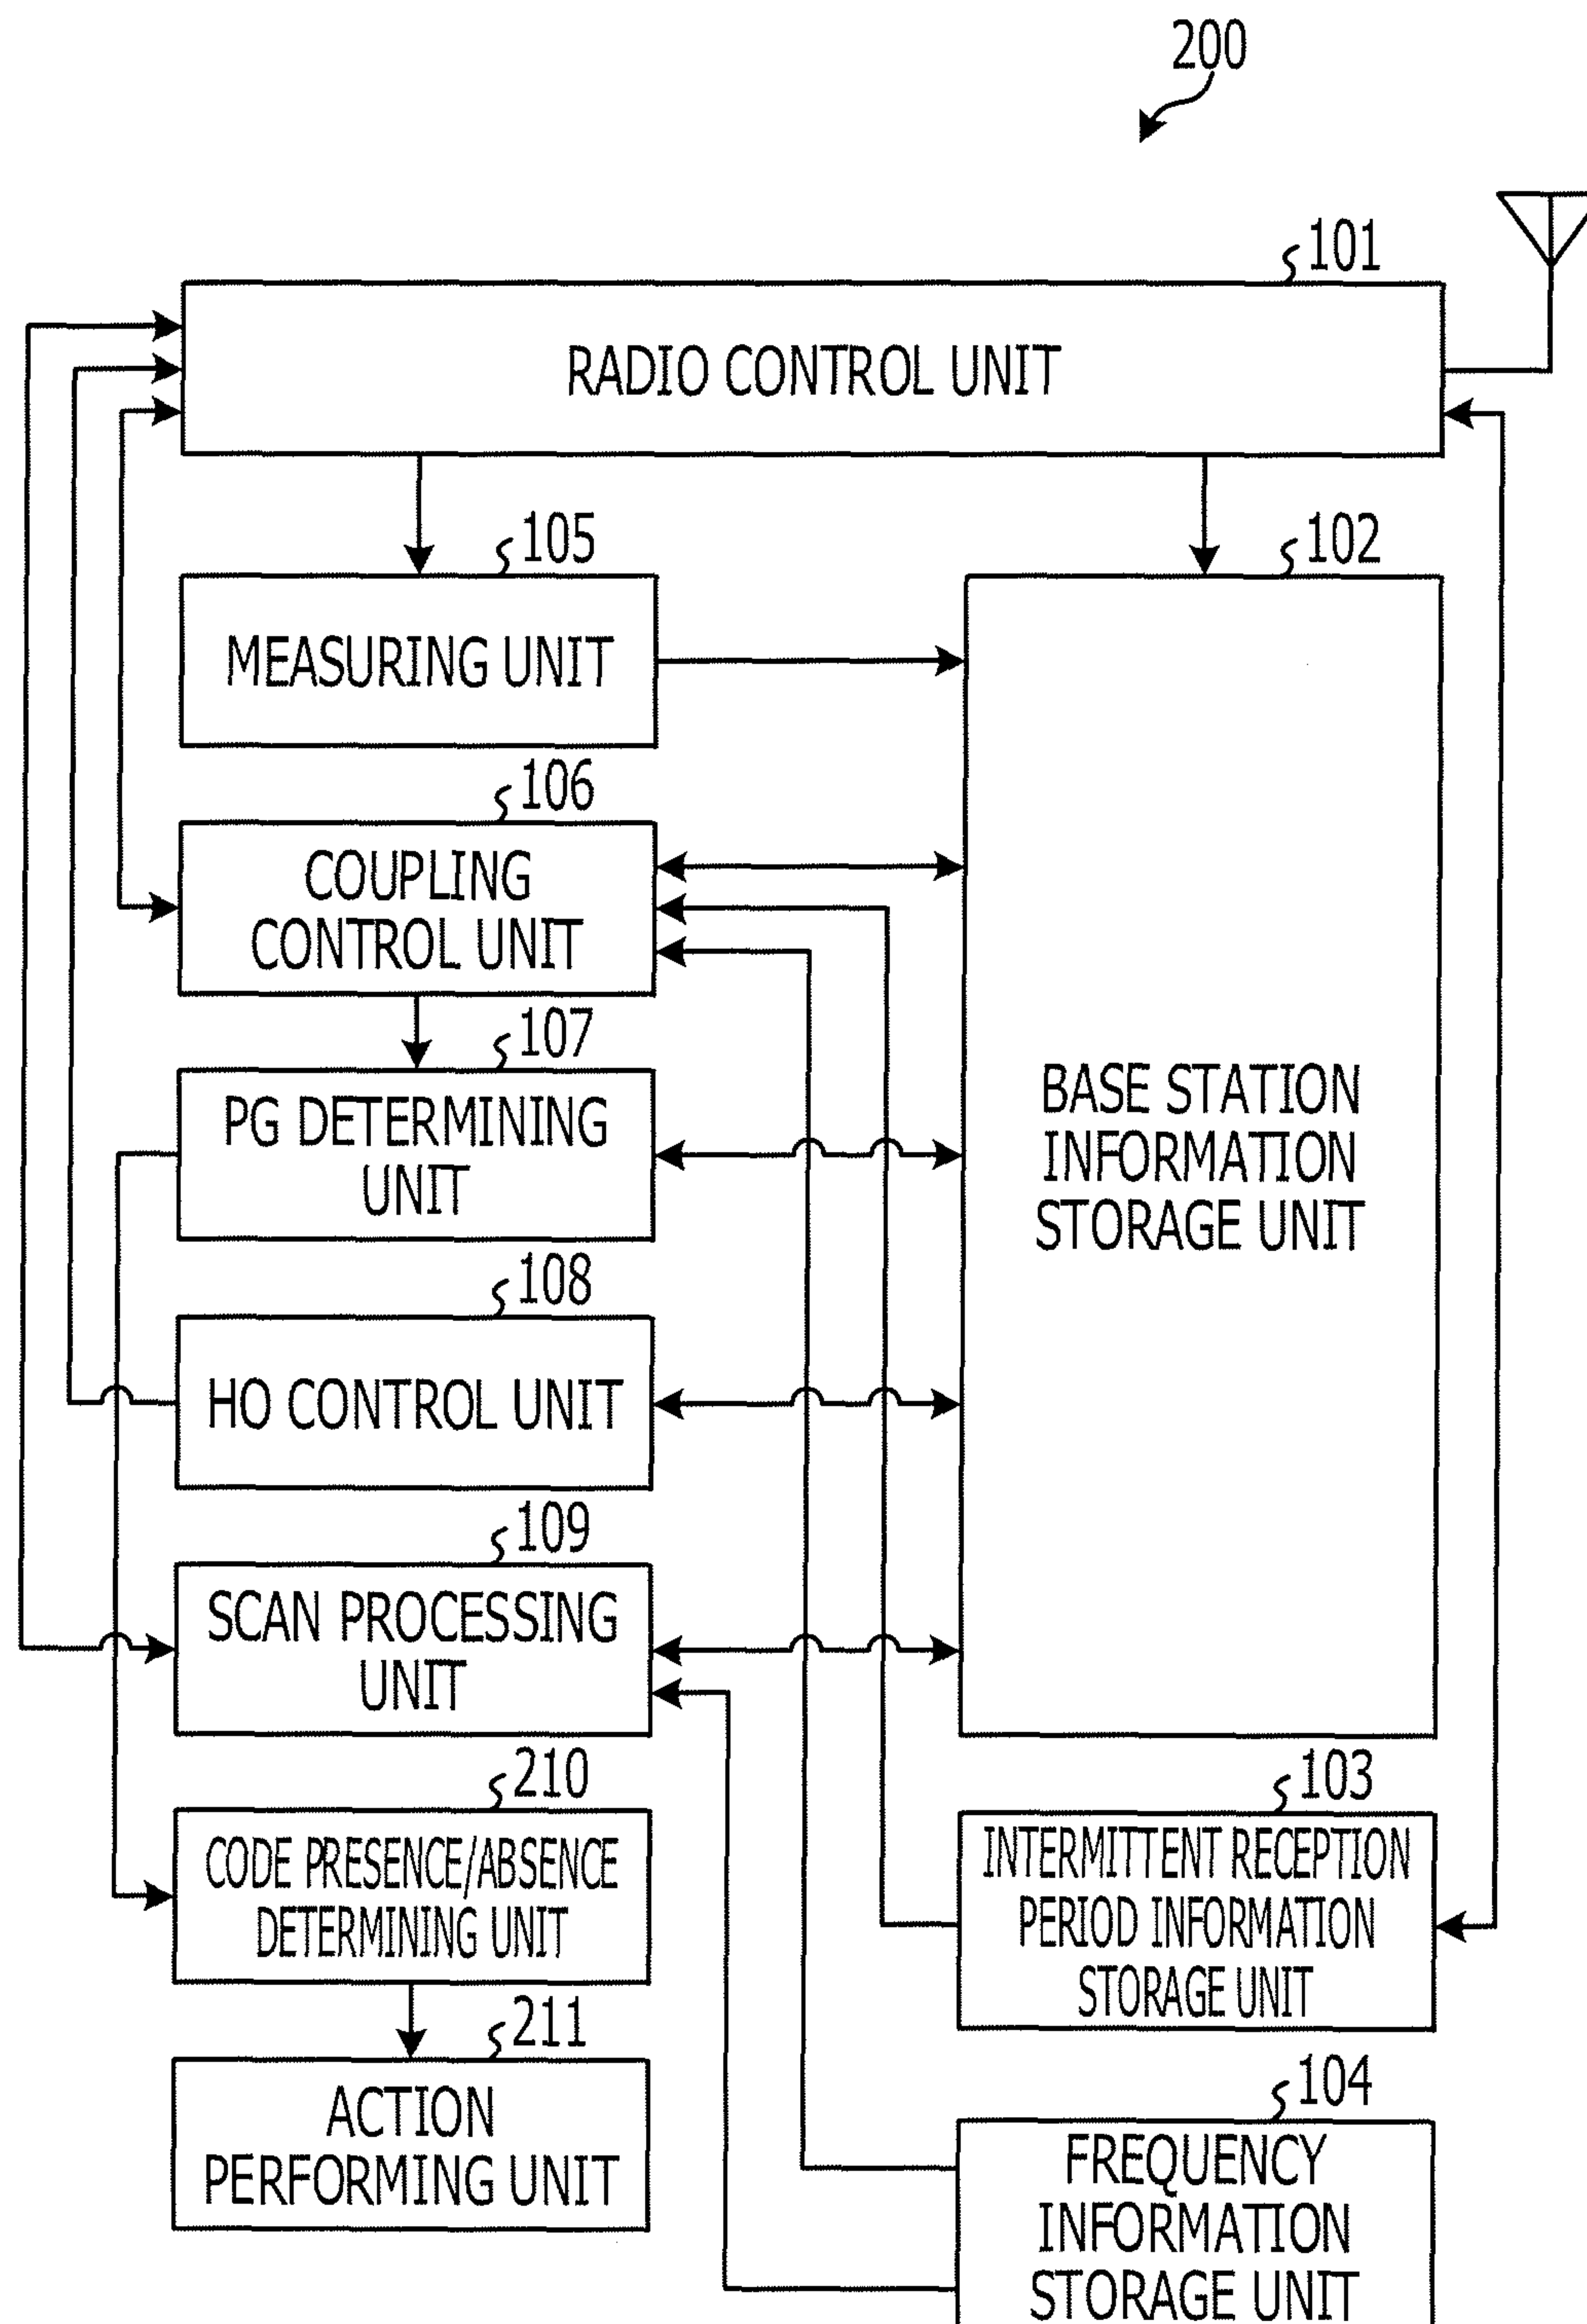 200
101
RADIO CONTROL UNIT
105
102
MEASURING UNIT
106
COUPLING
CONTROL UNIT
107
PG DETERMINING
UNIT
BASE STATION
INFORMATION
STORAGE UNIT
108
HO CONTROL UNIT
109
SCAN PROCESSING
UNIT
210
103
CODE PRESENCE/ABSENCE
DETERMINING UNIT
INTERMITTENT RECEPTION
PERIOD INFORMATION
STORAGE UNIT
211
104
ACTION
PERFORMING UNIT
FREQUENCY
INFORMATION
STORAGE UNIT